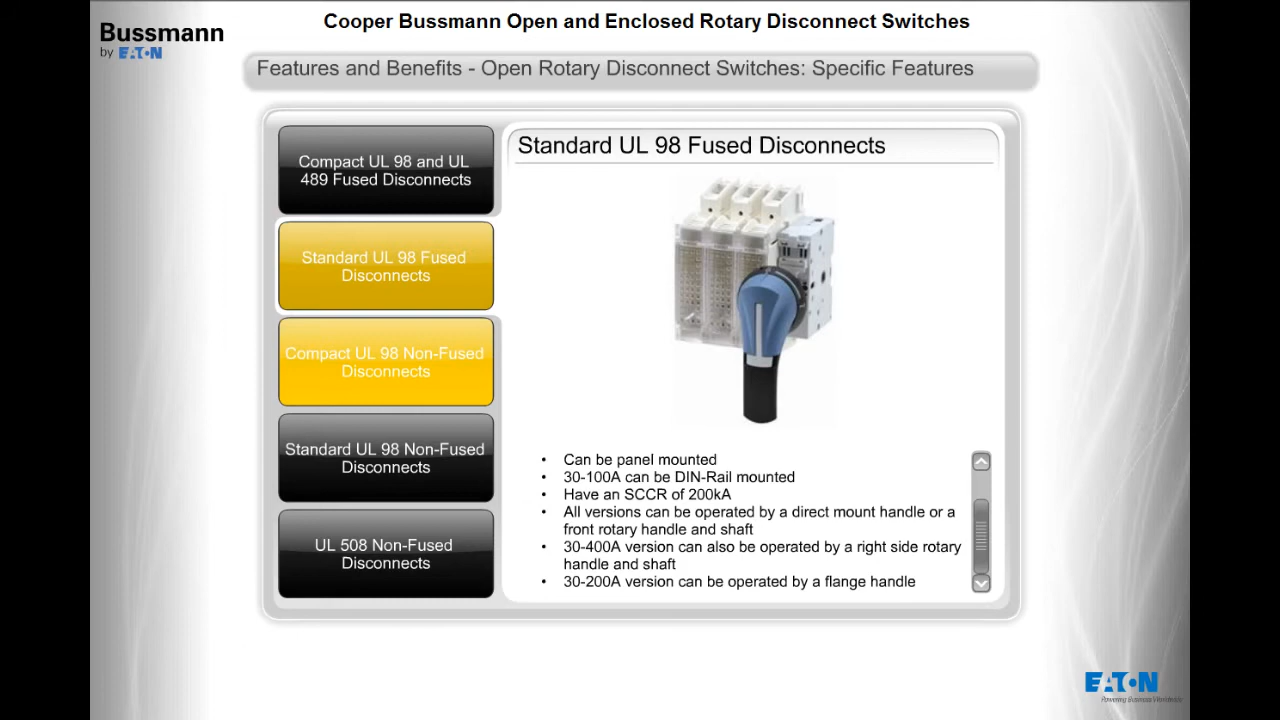 Cooper Bussmann Open and Enclosed Rotary Disconnect Switches
Bussmann
by EATON
Features and Benefits - Open Rotary Disconnect Switches: Specific Features
Compact UL 98 and UL
489 Fused Disconnects
Standard UL 98 Fused
Disconnects
Compact UL 98 Non-Fused
Disconnects
Standard UL 98 Non-Fused
Disconnects
UL 508 Non-Fused
Disconnects
Standard UL 98 Fused Disconnects
• Can be panel mounted
• 30-100A can be DIN-Rail mounted
• Have an SCCR of 200kA
• All versions can be operated by a direct mount handle or a
front rotary handle and shaft
• 30-400A version can also be operated by a right side rotary
handle and shaft
• 30-200A version can be operated by a flange handle
EATON
Powering Business Worldwide